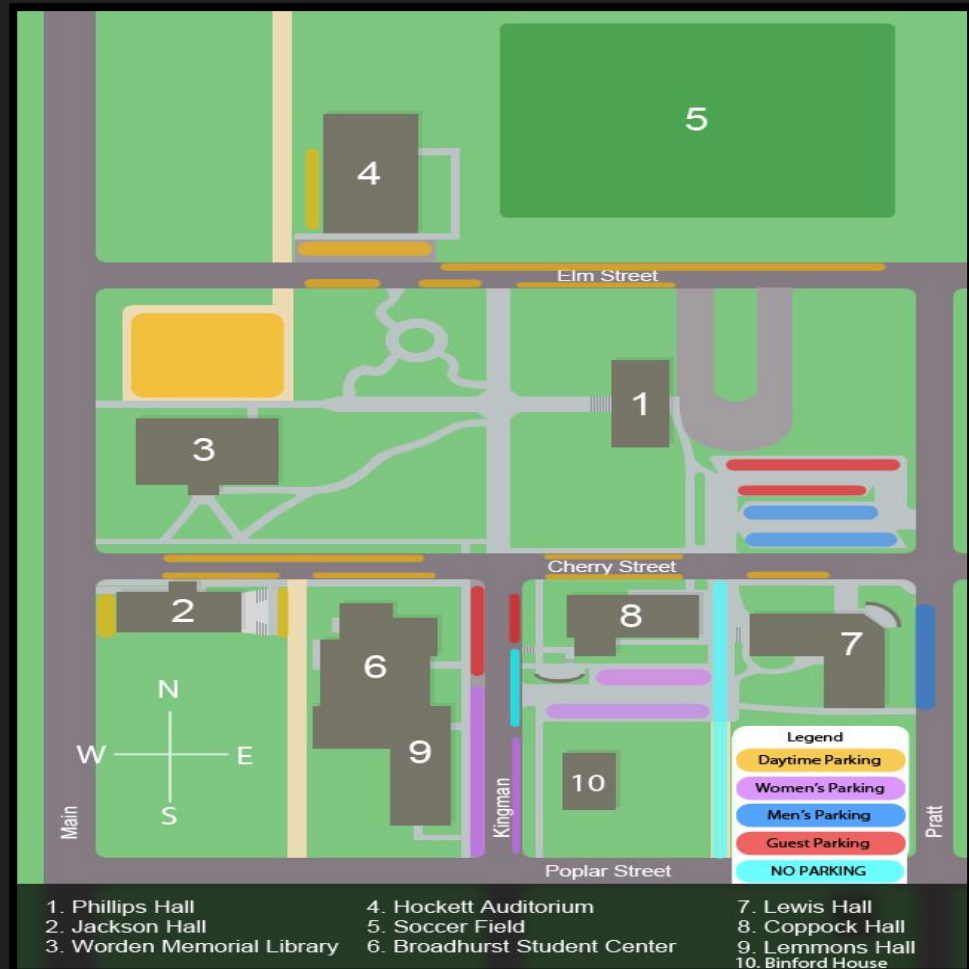 5
4
Elm Street
1
3
Cherry Street
2
8
7
6
N
W E
S
9
10
Main
Kingman
Pratt
Legend
Daytime Parking
Women's Parking
Men's Parking
Guest Parking
NO PARKING
Poplar Street
1. Phillips Hall
2. Jackson Hall
3. Worden Memorial Library
4. Hockett Auditorium
5. Soccer Field
6. Broadhurst Student Center
7. Lewis Hall
8. Coppock Hall
9. Lemmons Hall
10. Binford House